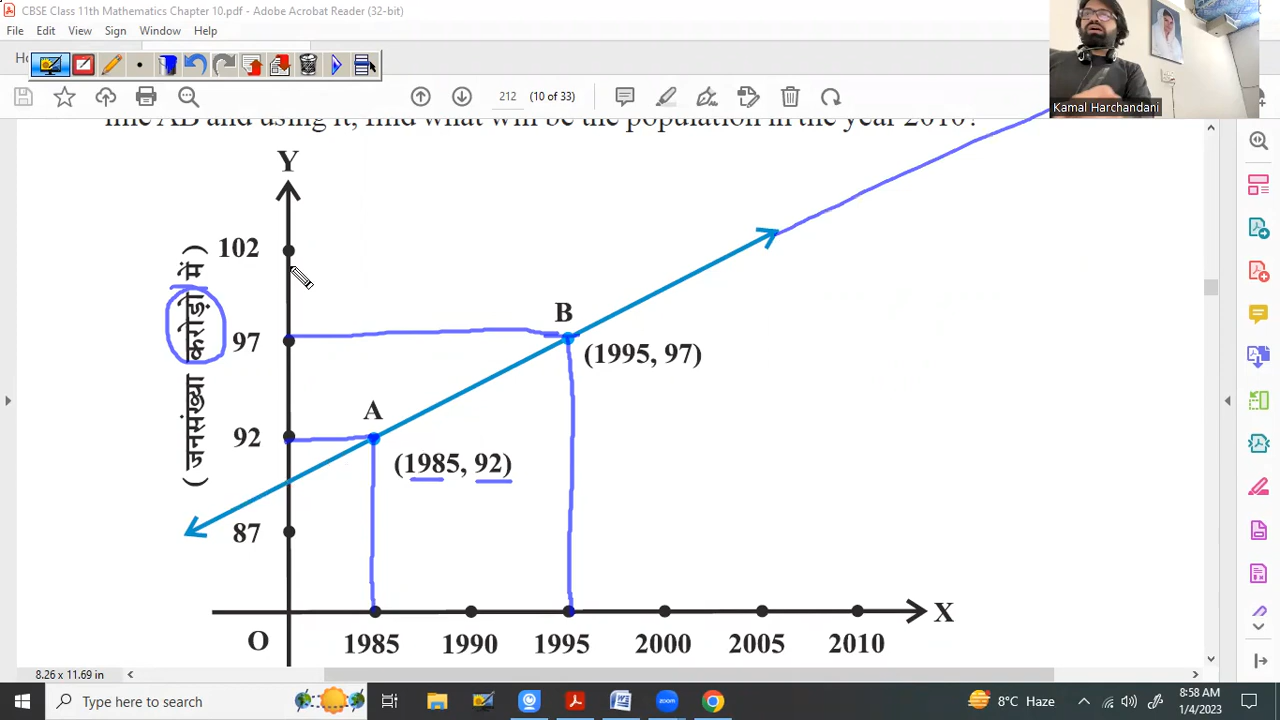 CBSE Class 11th Mathematics Chapter 10.pdf - Adobe Acrobat Reader (32-bit)
File Edit View Sign Window Help
212 (10 of 33)
Kamal Harchandani
line AB and using it, find what will be the population in the year 2010?
Y
102
97
92
87
(जनसंख्या करोड़ो में)
B
(1995, 97)
A
(1985, 92)
O
X
1985 1990 1995 2000 2005 2010
8.26 x 11.69 in
Type here to search
8°C Haze
8:58 AM
1/4/2023